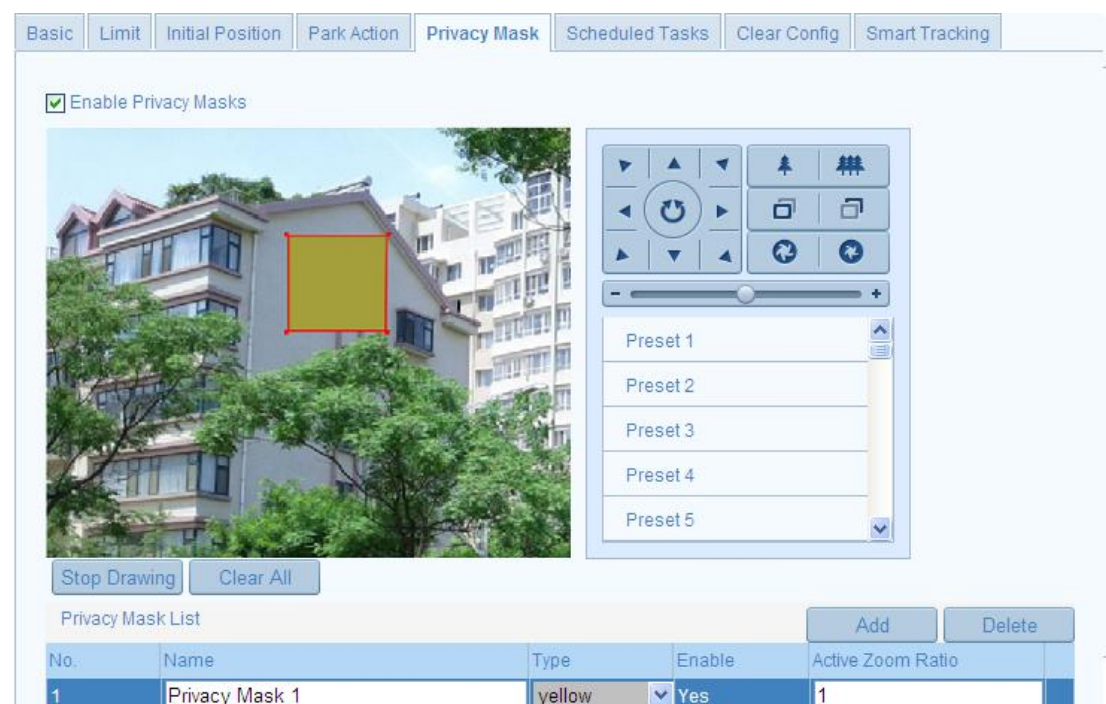 Basic Limit Initial Position Park Action Privacy Mask Scheduled Tasks Clear Config Smart Tracking
Enable Privacy Masks
Preset 1
Preset 2
Preset 3
Preset 4
Preset 5
Stop Drawing Clear All
Privacy Mask List Add Delete
No. Name Type Enable Active Zoom Ratio
1 Privacy Mask 1 yellow Yes 1